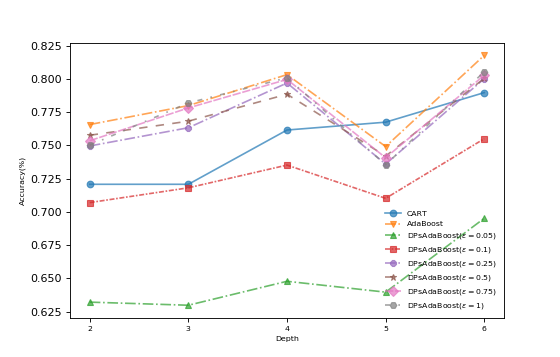 0.825
0.800
0.775
0.750
0.725
0.700
0.675
0.650
0.625
Accuracy(%)
2
3
4
5
6
Depth
CART
AdaBoost
DPsAdaBoost(ε = 0.05)
DPsAdaBoost(ε = 0.1)
DPsAdaBoost(ε = 0.25)
DPsAdaBoost(ε = 0.5)
DPsAdaBoost(ε = 0.75)
DPsAdaBoost(ε = 1)